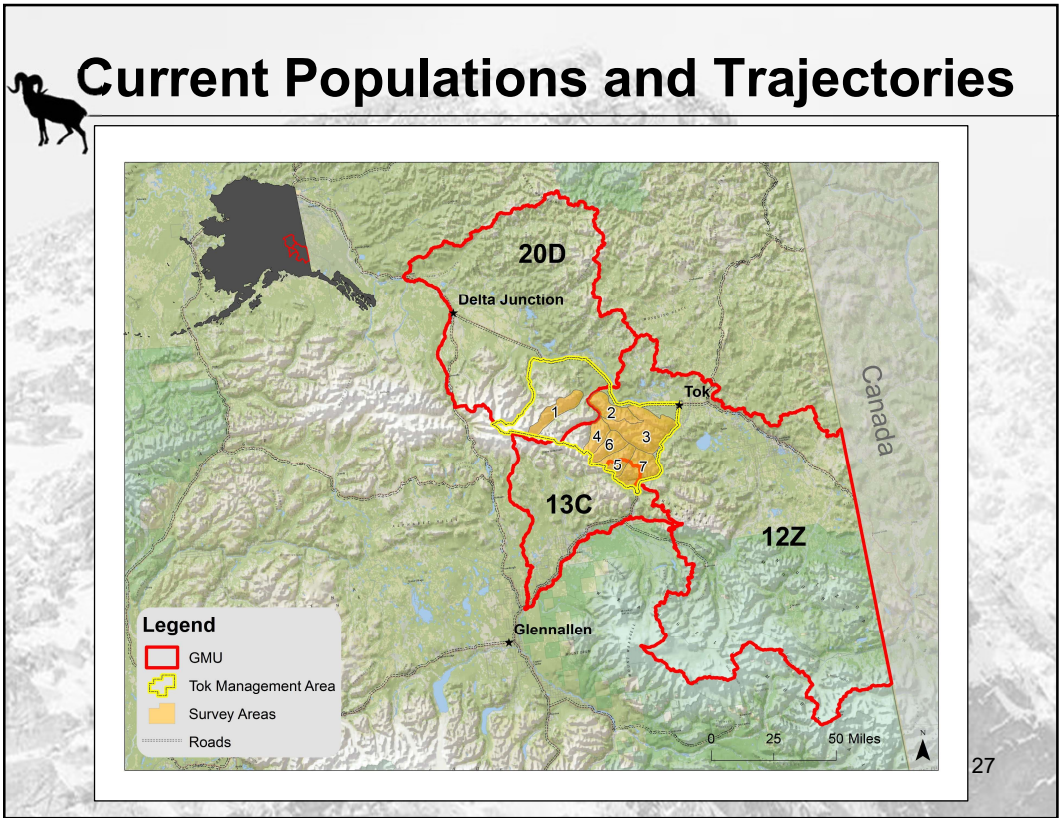 Current Populations and Trajectories
20D
Delta Junction
Tok
Canada
1
2
3
4
6
5
7
13C
12Z
Glennallen
Legend
GMU
Tok Management Area
Survey Areas
Roads
0 25 50 Miles
N
27